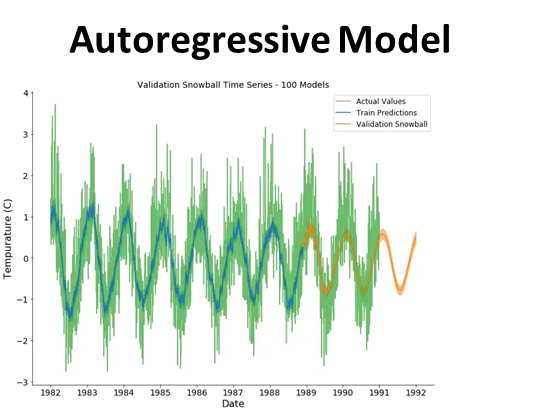 Autoregressive Model
Validation Snowball Time Series - 100 Models
Actual Values
Train Predictions
Validation Snowball
4
3
2
1
0
−1
−2
−3
Tempurature (C)
1982 1983 1984 1985 1986 1987 1988 1989 1990 1991 1992
Date